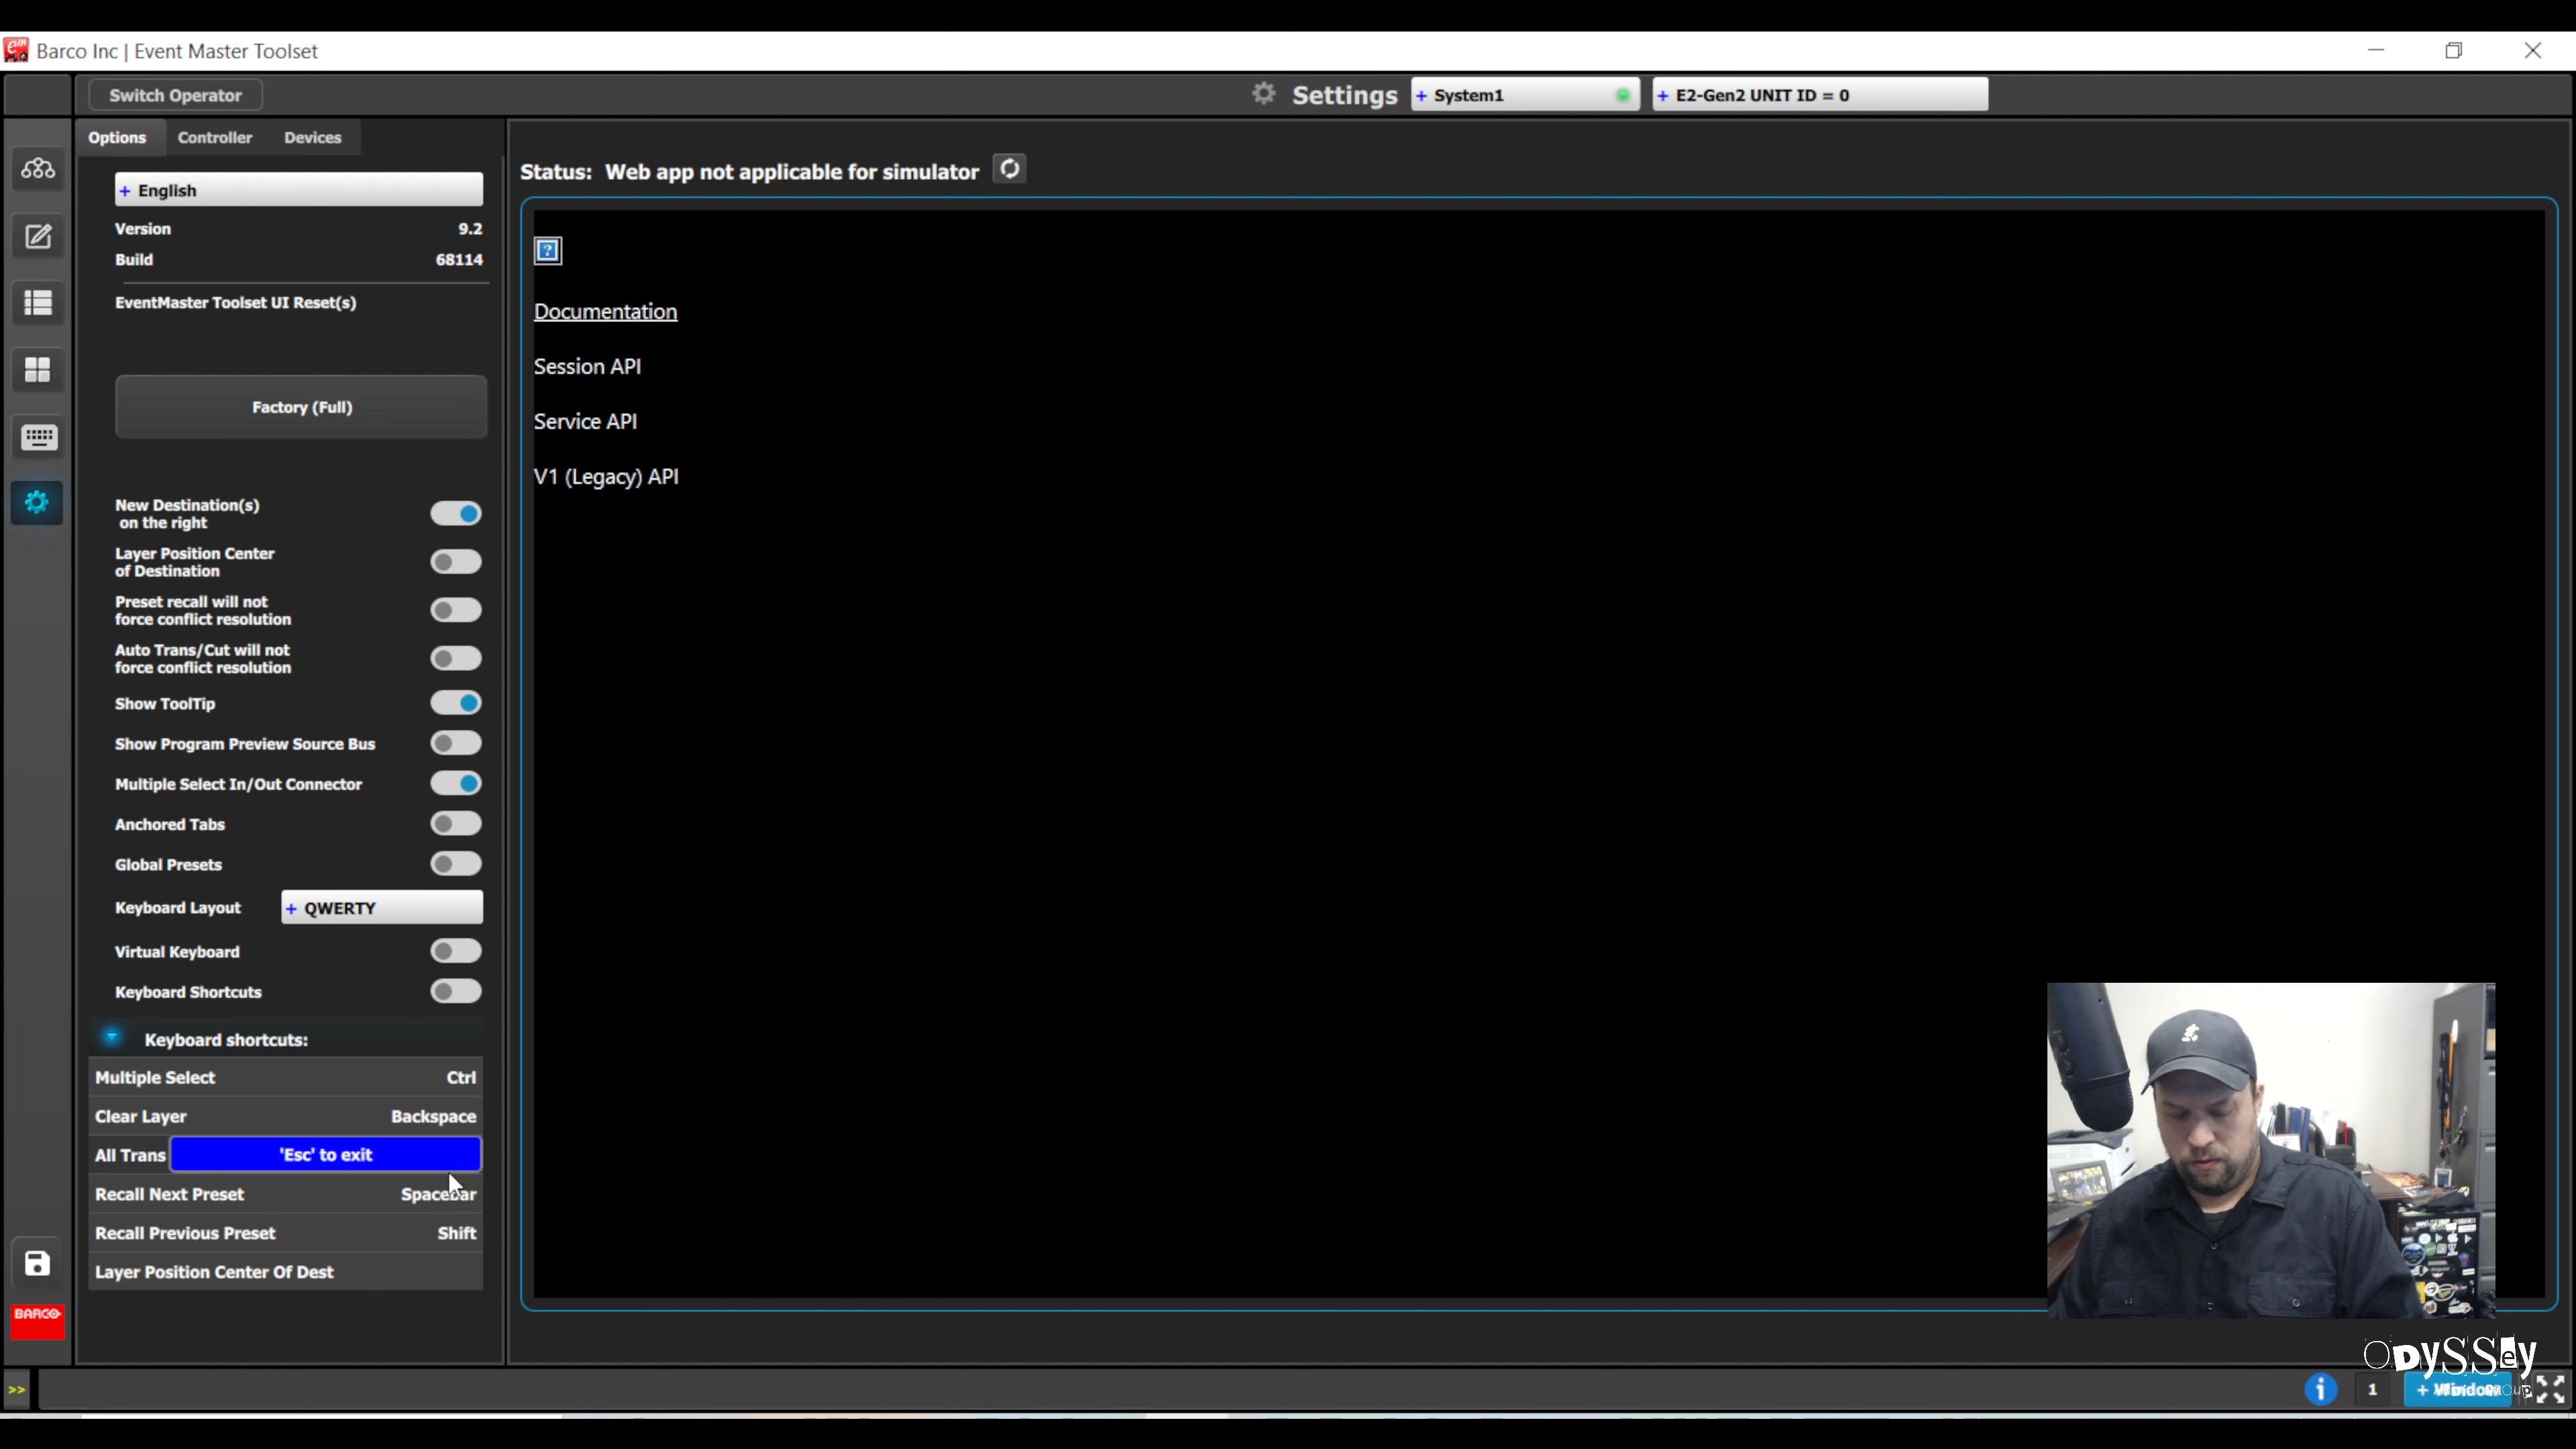 Barco Inc | Event Master Toolset
Switch Operator
Settings
+ System1
+ E2-Gen2 UNIT ID = 0
Options
Controller
Devices
+ English
Version 9.2
Build 68114
EventMaster Toolset UI Reset(s)
Factory (Full)
New Destination(s)
on the right
Layer Position Center
of Destination
Preset recall will not
force conflict resolution
Auto Trans/Cut will not
force conflict resolution
Show ToolTip
Show Program Preview Source Bus
Multiple Select In/Out Connector
Anchored Tabs
Global Presets
Keyboard Layout + QWERTY
Virtual Keyboard
Keyboard Shortcuts
Keyboard shortcuts:
Multiple Select Ctrl
Clear Layer Backspace
All Trans 'Esc' to exit
Recall Next Preset Spacebar
Recall Previous Preset Shift
Layer Position Center Of Dest
Status: Web app not applicable for simulator
?
Documentation
Session API
Service API
V1 (Legacy) API
BARCO
>>
i
1
+ Window
Odyssey